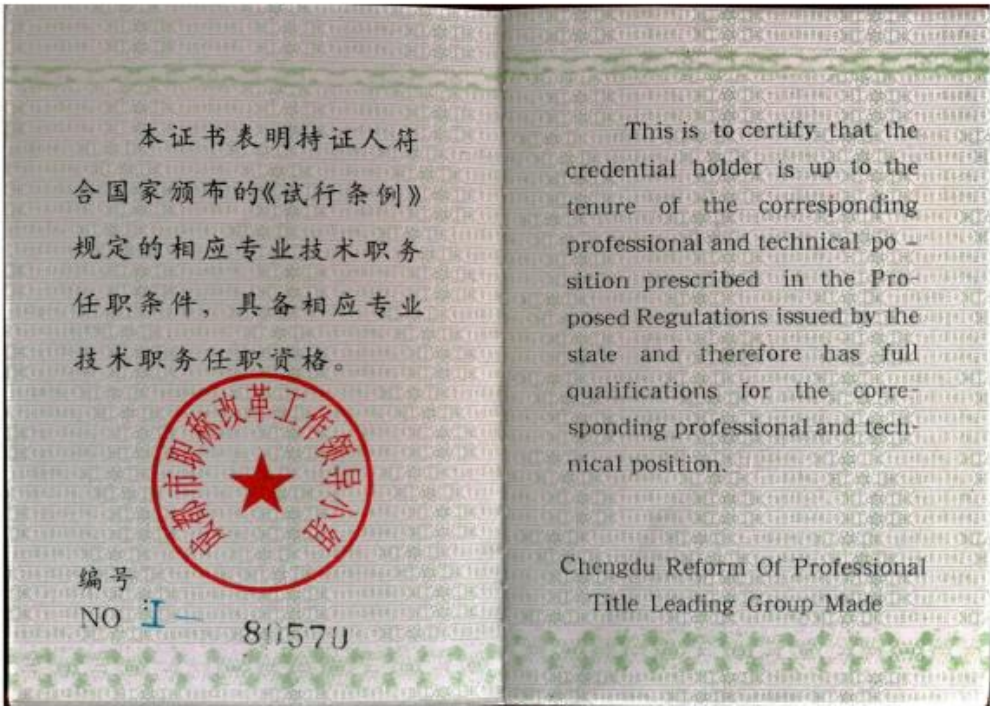 本证书表明持证人符
合国家颁布的《试行条例》
规定的相应专业技术职务
任职条件，具备相应专业
技术职务任职资格。
成都市职称改革工作领导小组
编号
NO I-
This is to certify that the
credential holder is up to the
tenure of the corresponding
professional and technical po-
sition prescribed in the Pro-
posed Regulations issued by the
state and therefore has full
qualifications for the corre-
sponding professional and tech-
nical position.
Chengdu Reform Of Professional
Title Leading Group Made